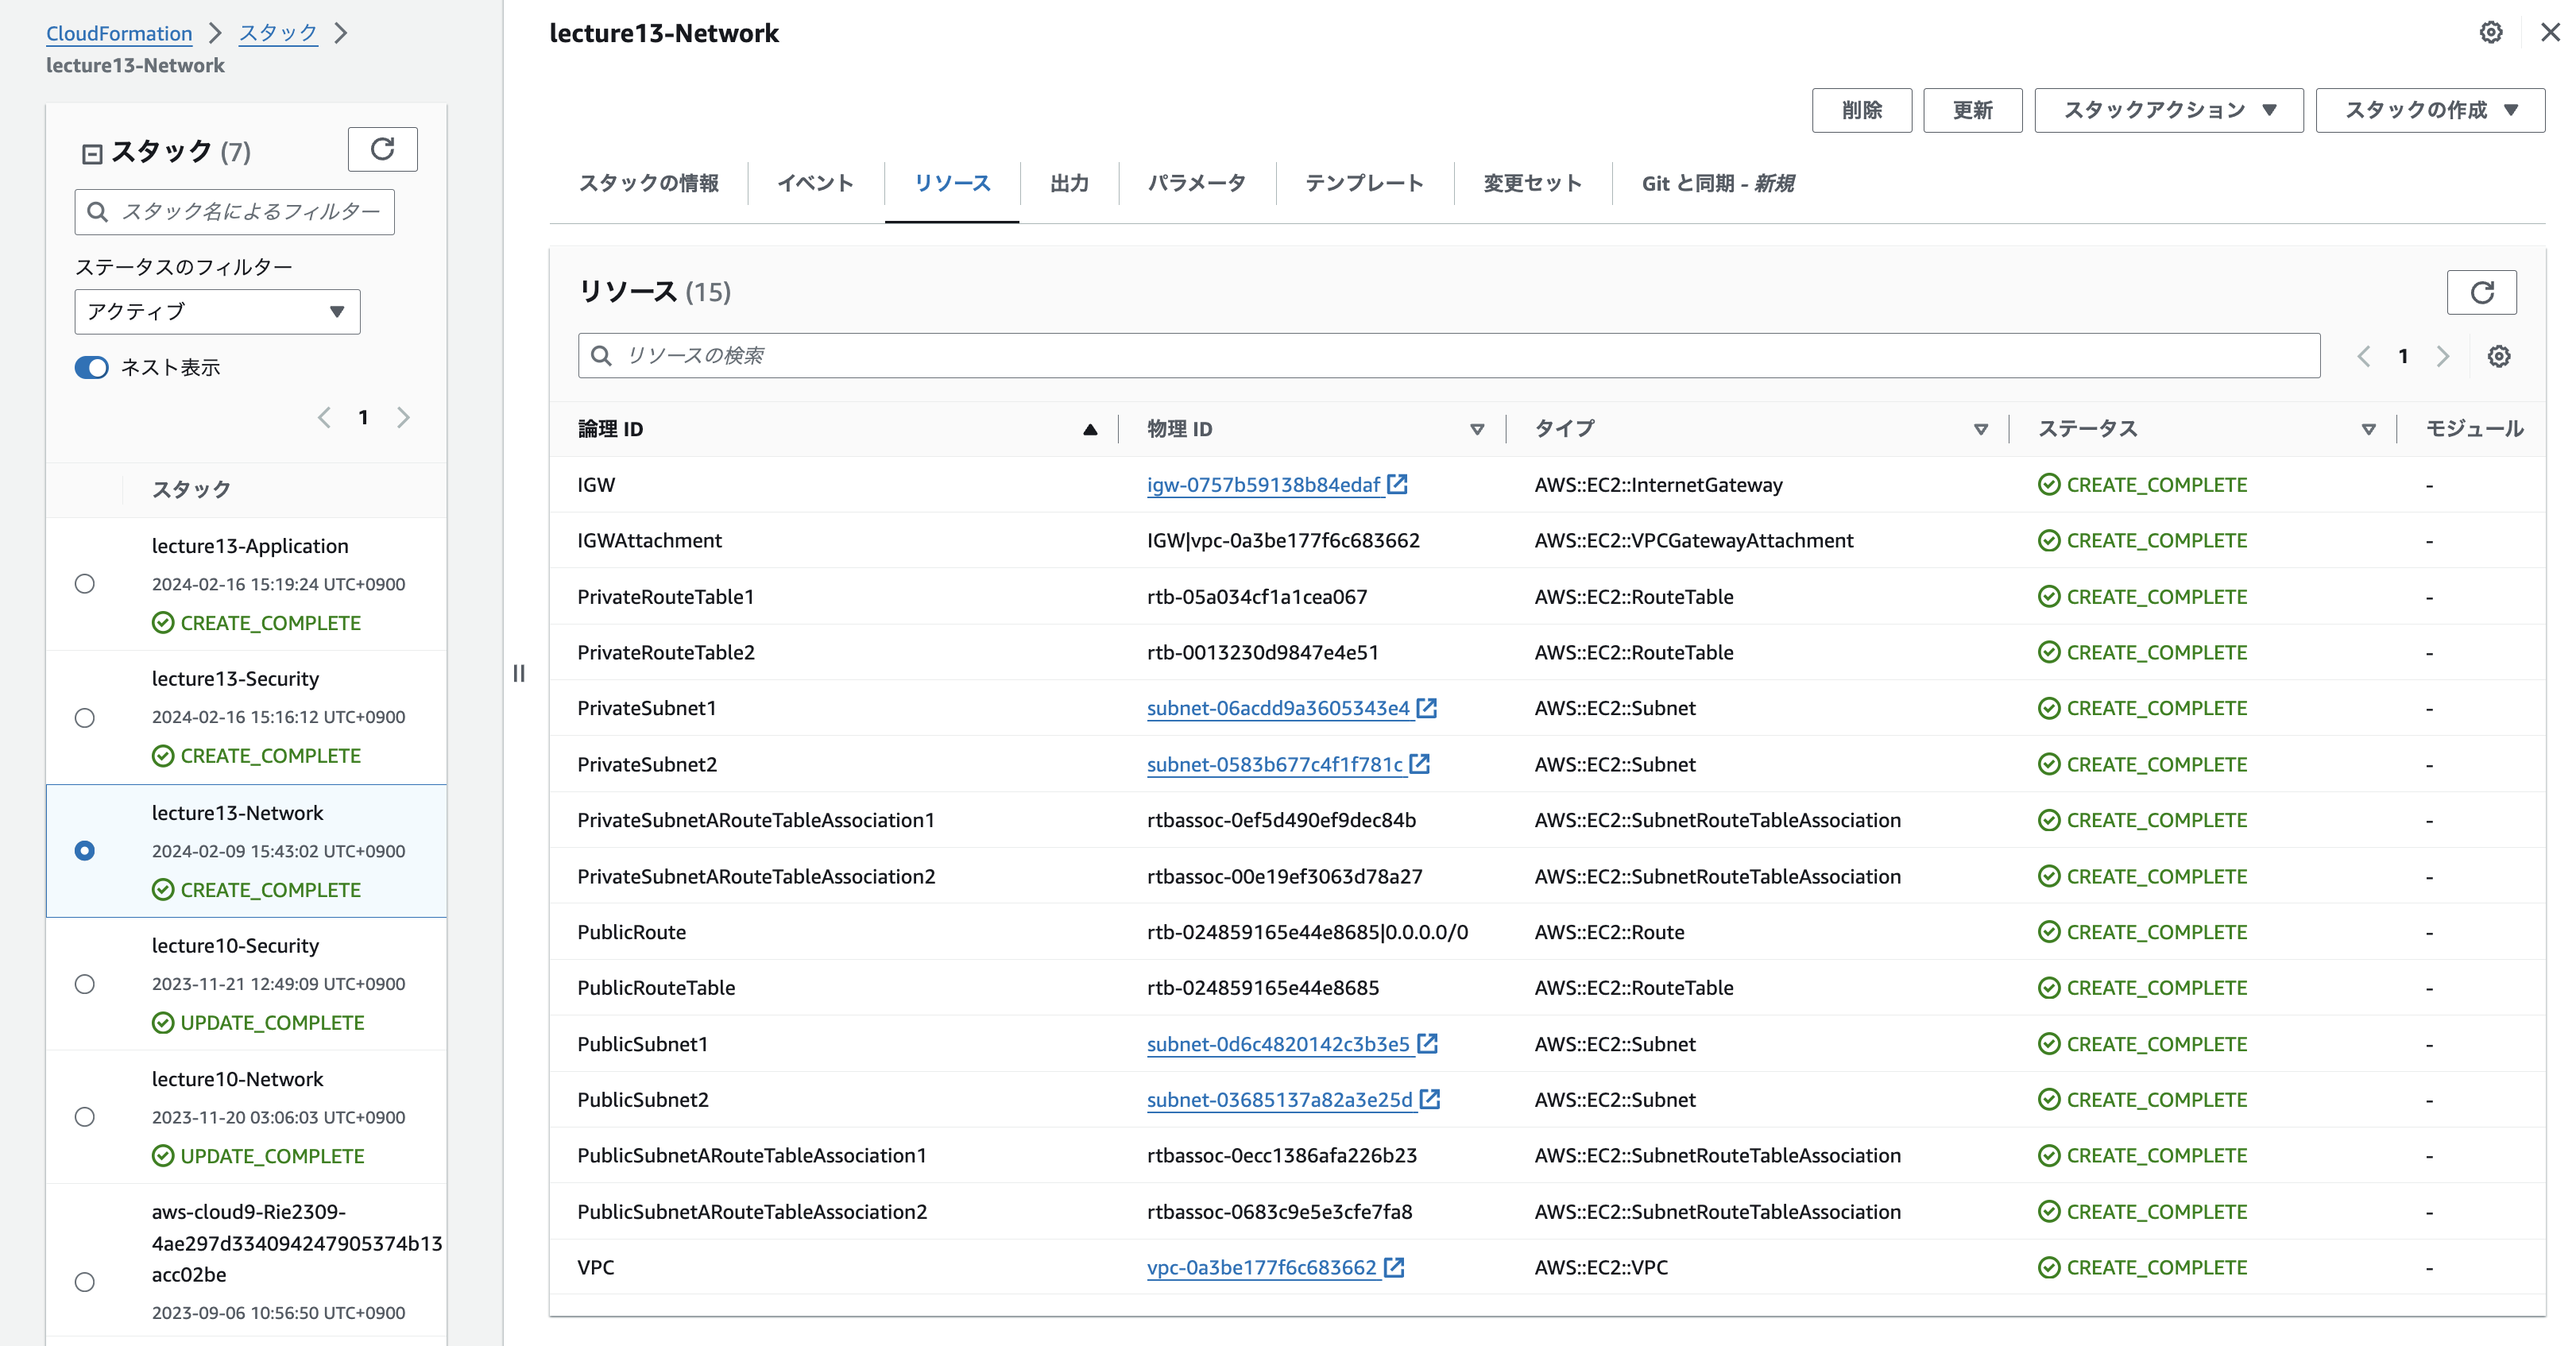 CloudFormation
スタック
lecture13-Network
スタック (7)
スタック名によるフィルター
ステータスのフィルター
アクティブ
ネスト表示
1
スタック
lecture13-Application
2024-02-16 15:19:24 UTC+0900
CREATE_COMPLETE
lecture13-Security
2024-02-16 15:16:12 UTC+0900
CREATE_COMPLETE
lecture13-Network
2024-02-09 15:43:02 UTC+0900
CREATE_COMPLETE
lecture10-Security
2023-11-21 12:49:09 UTC+0900
UPDATE_COMPLETE
lecture10-Network
2023-11-20 03:06:03 UTC+0900
UPDATE_COMPLETE
aws-cloud9-Rie2309-
4ae297d334094247905374b13
acc02be
2023-09-06 10:56:50 UTC+0900
lecture13-Network
削除 更新 スタックアクション スタックの作成
スタックの情報 イベント リソース 出力 パラメータ テンプレート 変更セット Git と同期 - 新規
リソース (15)
リソースの検索 1
論理 ID 物理 ID タイプ ステータス モジュール
IGW igw-0757b59138b84edaf AWS::EC2::InternetGateway CREATE_COMPLETE -
IGWAttachment IGW|vpc-0a3be177f6c683662 AWS::EC2::VPCGatewayAttachment CREATE_COMPLETE -
PrivateRouteTable1 rtb-05a034cf1a1cea067 AWS::EC2::RouteTable CREATE_COMPLETE -
PrivateRouteTable2 rtb-0013230d9847e4e51 AWS::EC2::RouteTable CREATE_COMPLETE -
PrivateSubnet1 subnet-06acdd9a3605343e4 AWS::EC2::Subnet CREATE_COMPLETE -
PrivateSubnet2 subnet-0583b677c4f1f781c AWS::EC2::Subnet CREATE_COMPLETE -
PrivateSubnetARouteTableAssociation1 rtbassoc-0ef5d490ef9dec84b AWS::EC2::SubnetRouteTableAssociation CREATE_COMPLETE -
PrivateSubnetARouteTableAssociation2 rtbassoc-00e19ef3063d78a27 AWS::EC2::SubnetRouteTableAssociation CREATE_COMPLETE -
PublicRoute rtb-024859165e44e8685|0.0.0.0/0 AWS::EC2::Route CREATE_COMPLETE -
PublicRouteTable rtb-024859165e44e8685 AWS::EC2::RouteTable CREATE_COMPLETE -
PublicSubnet1 subnet-0d6c4820142c3b3e5 AWS::EC2::Subnet CREATE_COMPLETE -
PublicSubnet2 subnet-03685137a82a3e25d AWS::EC2::Subnet CREATE_COMPLETE -
PublicSubnetARouteTableAssociation1 rtbassoc-0ecc1386afa226b23 AWS::EC2::SubnetRouteTableAssociation CREATE_COMPLETE -
PublicSubnetARouteTableAssociation2 rtbassoc-0683c9e5e3cfe7fa8 AWS::EC2::SubnetRouteTableAssociation CREATE_COMPLETE -
VPC vpc-0a3be177f6c683662 AWS::EC2::VPC CREATE_COMPLETE -